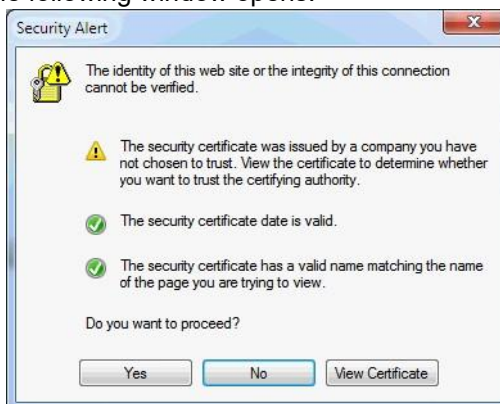 following window opens:
Security Alert
The identity of this web site or the integrity of this connection
cannot be verified.
The security certificate was issued by a company you have
not chosen to trust. View the certificate to determine whether
you want to trust the certifying authority.
The security certificate date is valid.
The security certificate has a valid name matching the name
of the page you are trying to view.
Do you want to proceed?
Yes No View Certificate